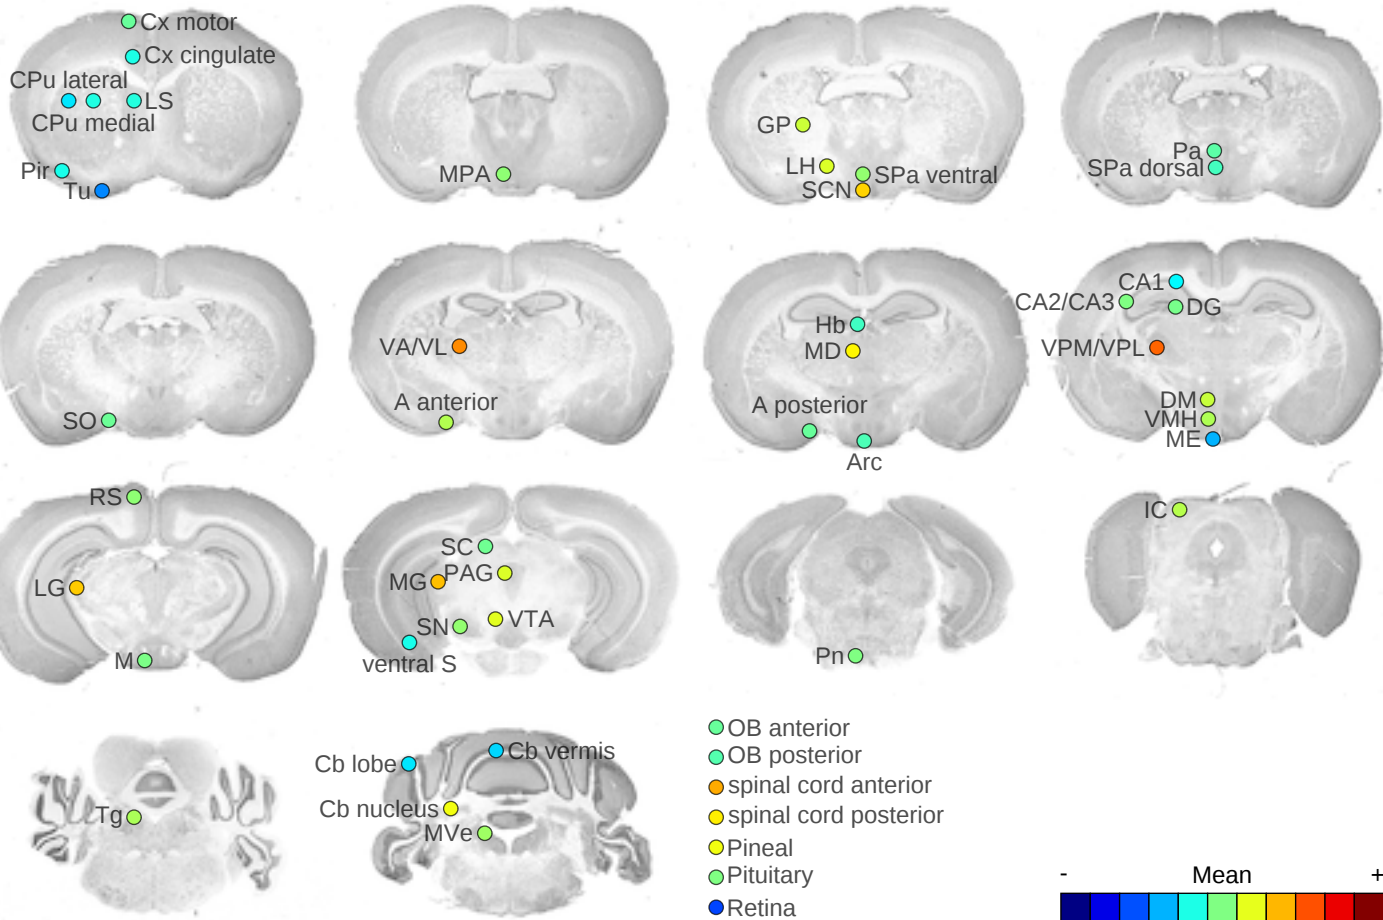 Cx motor
Cx cingulate
CPu lateral
LS
CPu medial
Pir
Tu
MPA
GP
LH
SPa ventral
SCN
Pa
SPa dorsal
SO
VA/VL
A anterior
Hb
MD
A posterior
Arc
CA1
CA2/CA3
DG
VPM/VPL
DM
VMH
ME
RS
LG
M
SC
PAG
MG
VTA
SN
ventral S
Pn
IC
Tg
Cb vermis
Cb lobe
Cb nucleus
MVe
OB anterior
OB posterior
spinal cord anterior
spinal cord posterior
Pineal
Pituitary
Retina
- Mean +